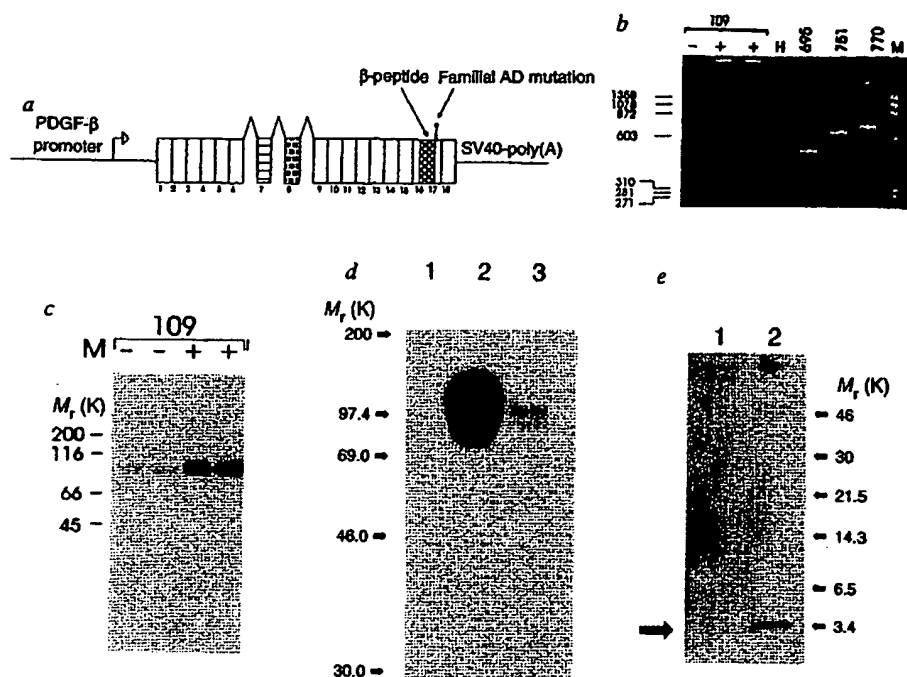 a
PDGF-β
promoter
β-peptide Familial AD mutation
SV40-poly(A)
1 2 3 4 5 6 7 8 9 10 11 12 13 14 15 16 17 18
b
109
- + + H 695 751 770 M
1358
1078
872
603
310
281
271
c
109
M - - + +
Mr (K)
200
116
66
45
d
1 2 3
Mr (K)
200
97.4
69.0
46.0
30.0
e
1 2
Mr (K)
46
30
21.5
14.3
6.5
3.4